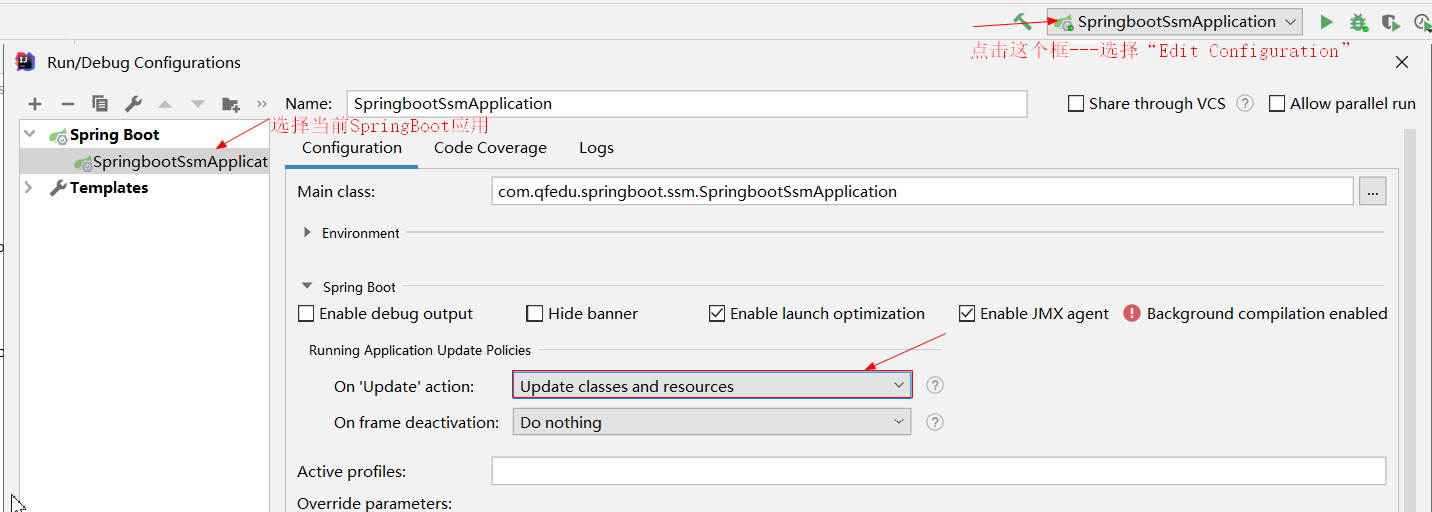 SpringbootSsmApplication
点击这个框---选择“Edit Configuration”
Run/Debug Configurations
Name: SpringbootSsmApplication Share through VCS Allow parallel run
选择当前SpringBoot应用
Spring Boot
SpringbootSsmApplicat
Templates
Configuration Code Coverage Logs
Main class: com.qfedu.springboot.ssm.SpringbootSsmApplication ...
Environment
Spring Boot
Enable debug output Hide banner Enable launch optimization Enable JMX agent Background compilation enabled
Running Application Update Policies
On 'Update' action: Update classes and resources ?
On frame deactivation: Do nothing ?
Active profiles:
Override parameters: